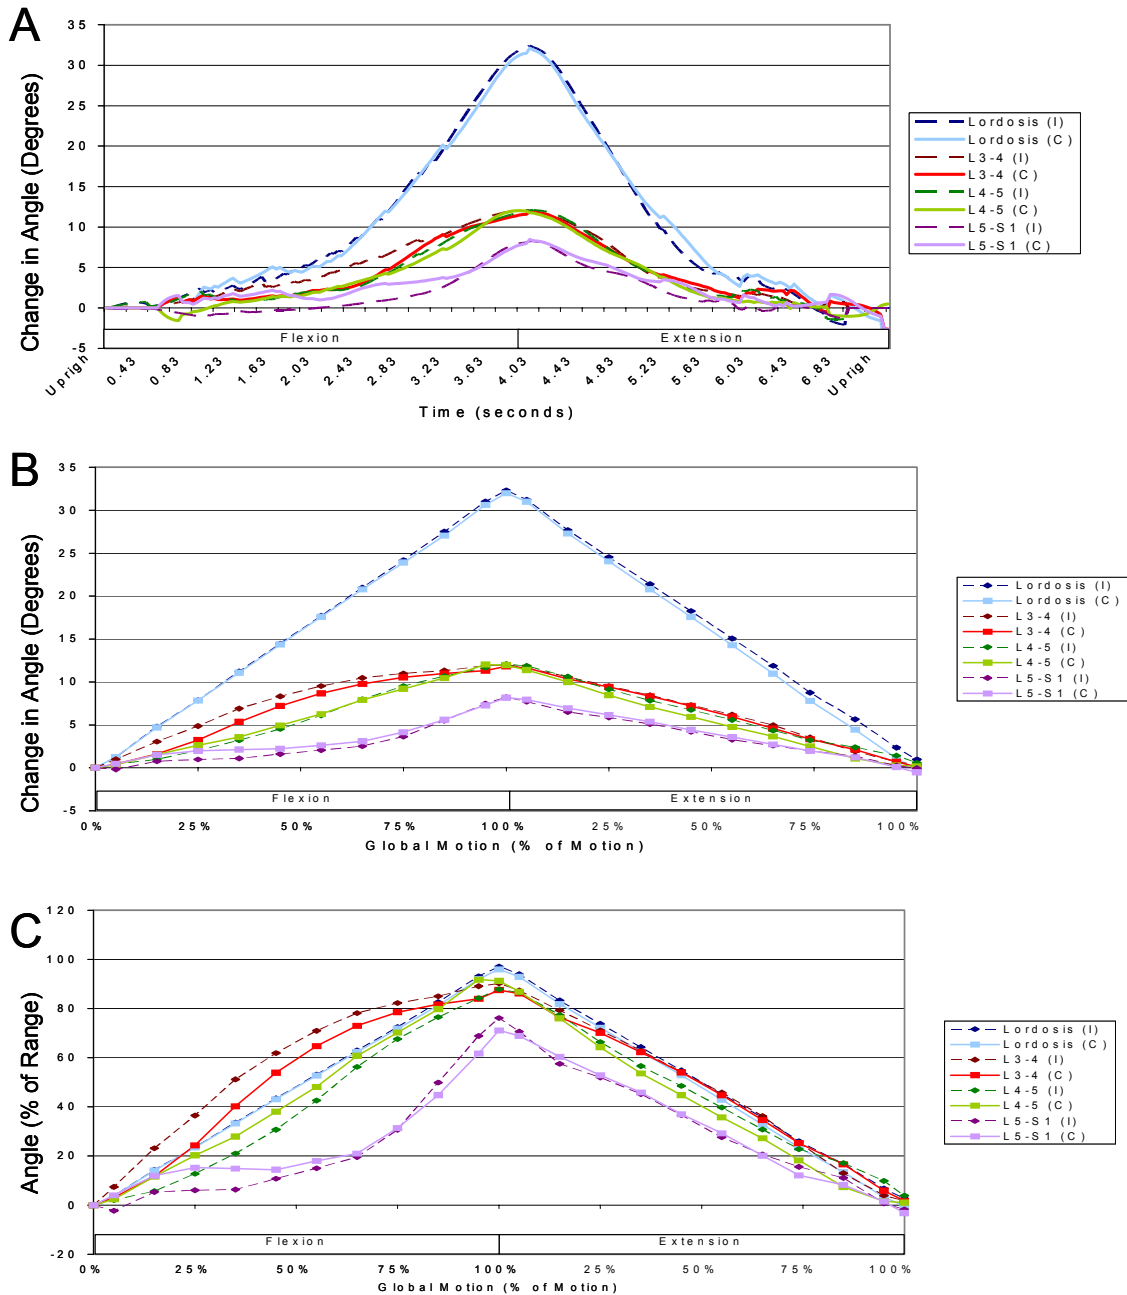 A
Change in Angle (Degrees)
35
30
25
20
15
10
5
0
-5
Flexion
Extension
Uprigh
0.43
0.83
1.23
1.63
2.03
2.43
2.83
3.23
3.63
4.03
4.43
4.83
5.23
5.63
6.03
6.43
6.83
Uprigh
Time (seconds)
Lordosis (I)
Lordosis (C)
L3-4 (I)
L3-4 (C)
L4-5 (I)
L4-5 (C)
L5-S1 (I)
L5-S1 (C)
B
Change in Angle (Degrees)
35
30
25
20
15
10
5
0
-5
Flexion
Extension
0%
25%
50%
75%
100%
25%
50%
75%
100%
Global Motion (% of Motion)
Lordosis (I)
Lordosis (C)
L3-4 (I)
L3-4 (C)
L4-5 (I)
L4-5 (C)
L5-S1 (I)
L5-S1 (C)
C
Angle (% of Range)
120
100
80
60
40
20
0
-20
Flexion
Extension
0%
25%
50%
75%
100%
25%
50%
75%
100%
Global Motion (% of Motion)
Lordosis (I)
Lordosis (C)
L3-4 (I)
L3-4 (C)
L4-5 (I)
L4-5 (C)
L5-S1 (I)
L5-S1 (C)